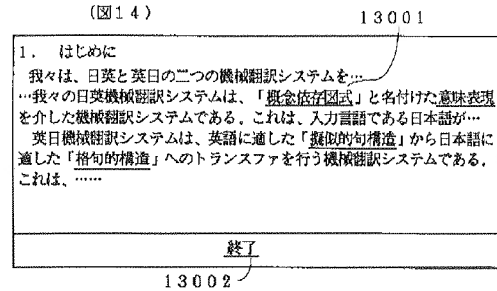 (図14)
13001
1. はじめに
我々は、日英と英日の二つの機械翻訳システムを…
…我々の日英機械翻訳システムは、「概念依存図式」と名付けた意味表現
を介した機械翻訳システムである。これは、入力言語である日本語が…
英日機械翻訳システムは、英語に適した「擬似的句構造」から日本語に
適した「格句的構造」へのトランスファを行う機械翻訳システムである。
これは、……
終了
13002